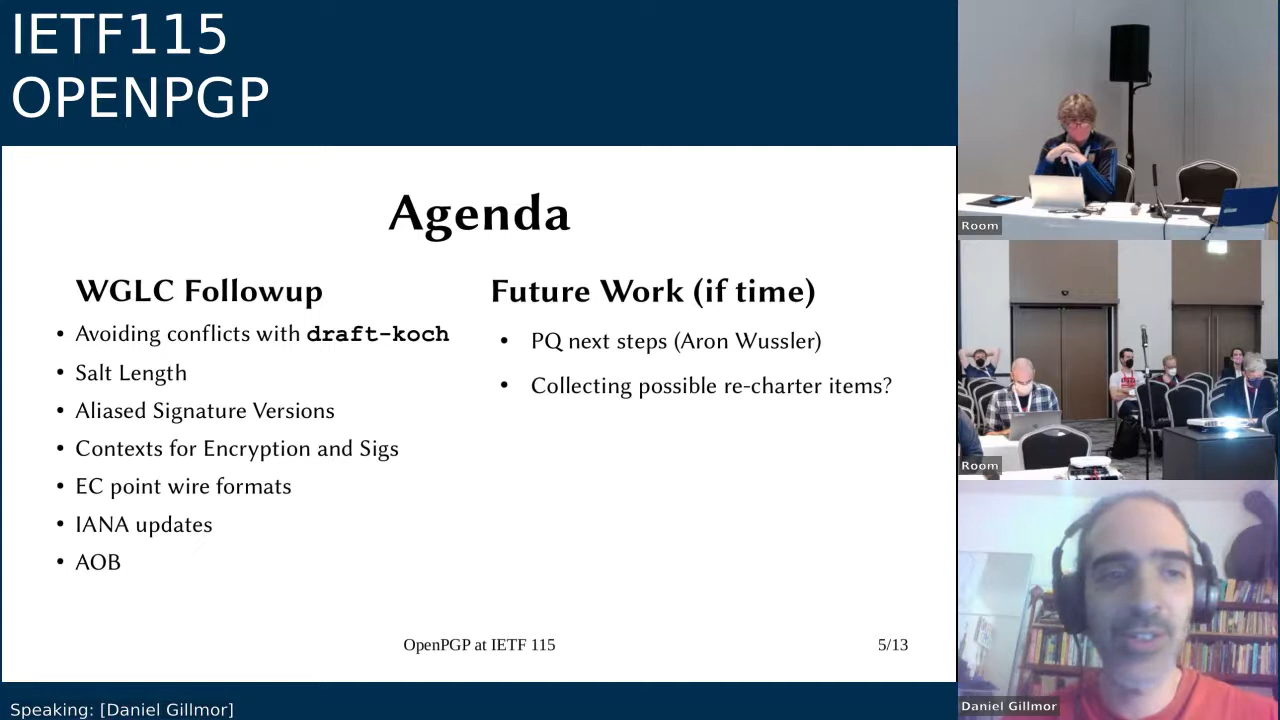 IETF115
OPENPGP
Agenda
WGLC Followup
• Avoiding conflicts with draft-koch
• Salt Length
• Aliased Signature Versions
• Contexts for Encryption and Sigs
• EC point wire formats
• IANA updates
• AOB
Future Work (if time)
• PQ next steps (Aron Wussler)
• Collecting possible re-charter items?
OpenPGP at IETF 115
5/13
Speaking: [Daniel Gillmor]
Room
Room
Daniel Gillmor